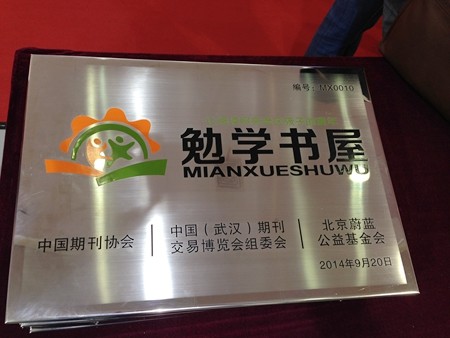 编号：MX0010
勉学书屋
MIANXUESHUWU
中国期刊协会
中国（武汉）期刊
交易博览会组委会
北京蔚蓝
公益基金会
2014年9月20日